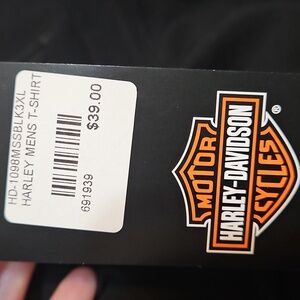 HD-1098MSSBLK3XL
HARLEY MENS T-SHIRT
691939
$39.00
MOTOR
HARLEY-DAVIDSON
CYCLES
®